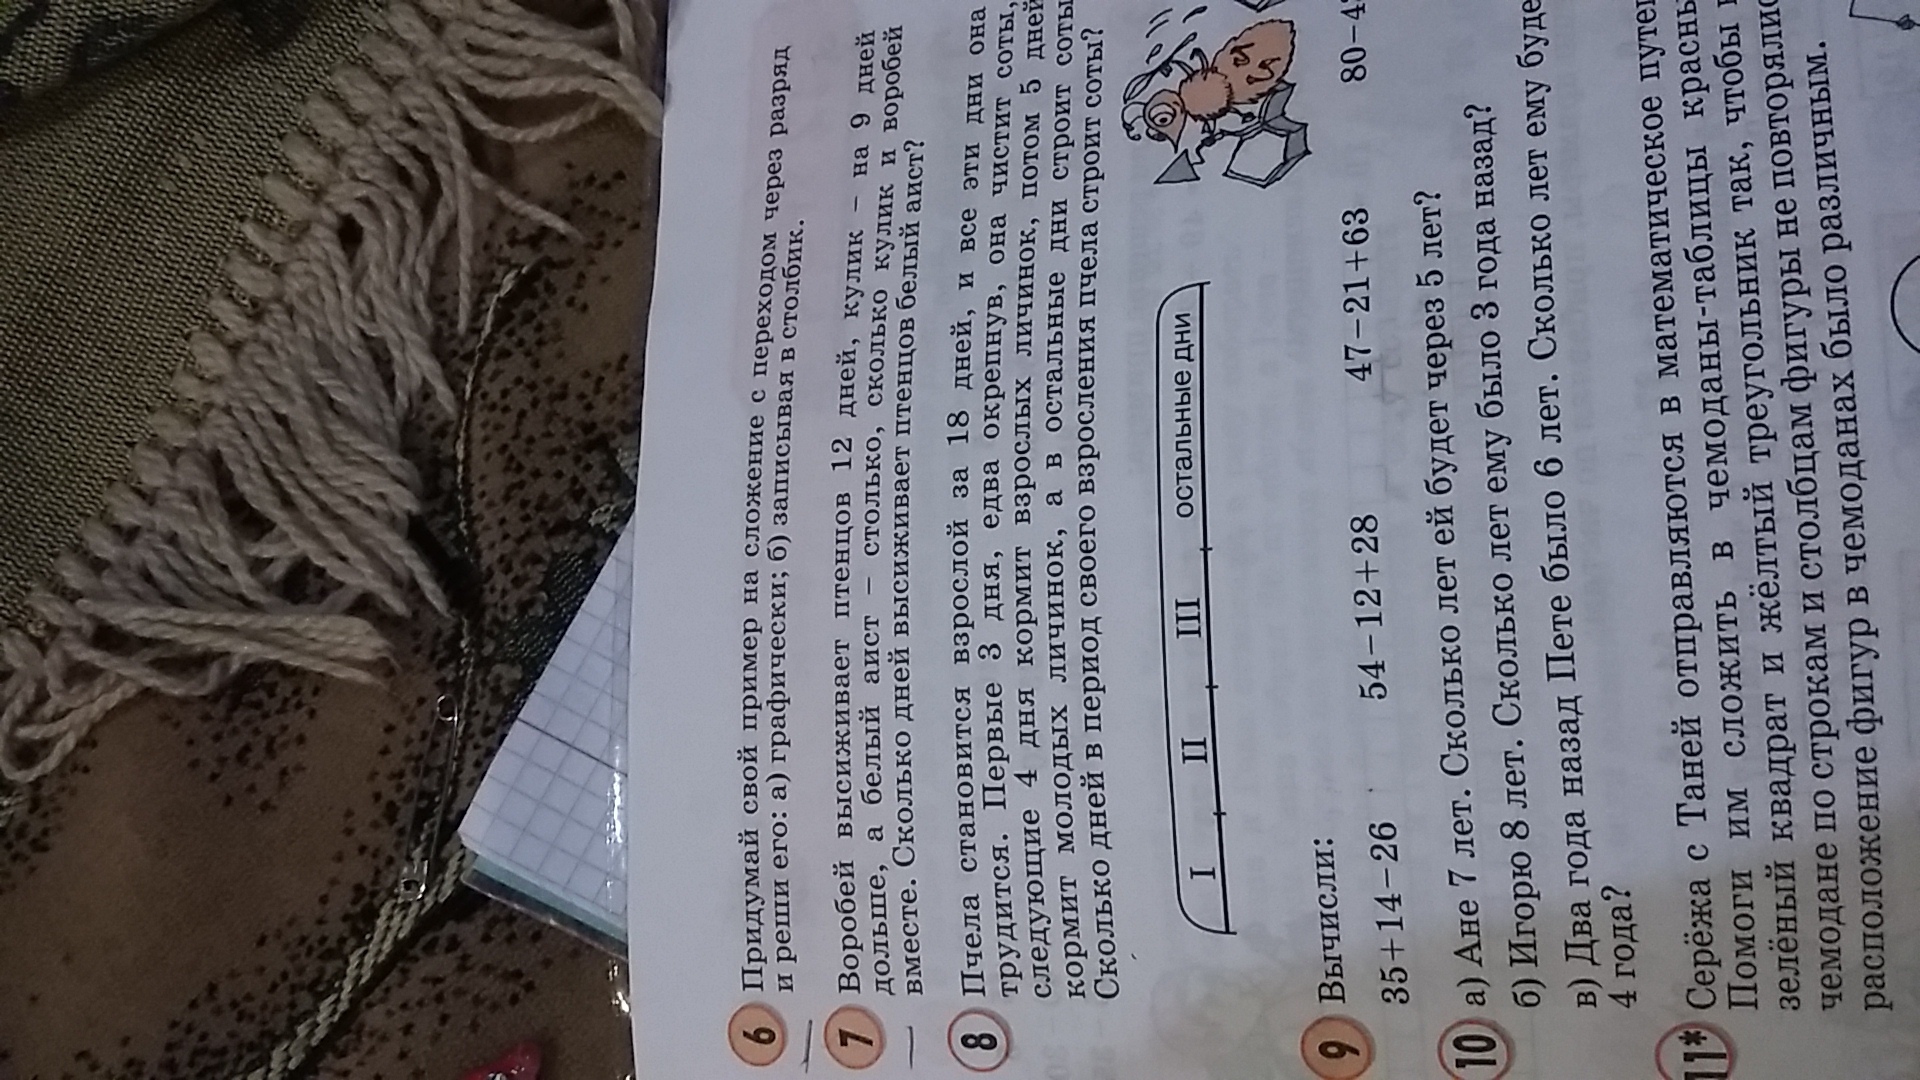 6 Придумай свой пример на сложение с переходом через разряд
и реши его: а) графически; б) записывая в столбик.
7 Воробей высиживает птенцов 12 дней, кулик – на 9 дней
дольше, а белый аист – столько, сколько кулик и воробей
вместе. Сколько дней высиживает птенцов белый аист?
8 Пчела становится взрослой за 18 дней, и все эти дни она
трудится. Первые 3 дня, едва окрепнув, она чистит соты,
следующие 4 дня кормит взрослых личинок, потом 5 дней
кормит молодых личинок, а в остальные дни строит соты
Сколько дней в период своего взросления пчела строит соты?
I II III остальные дни
9 Вычисли:
35+14−26 54−12+28 47−21+63 80−4
10 а) Ане 7 лет. Сколько лет ей будет через 5 лет?
б) Игорю 8 лет. Сколько лет ему было 3 года назад?
в) Два года назад Пете было 6 лет. Сколько лет ему буде
4 года?
11* Серёжа с Таней отправляются в математическое путе
Помоги им сложить в чемоданы-таблицы красны
зелёный квадрат и жёлтый треугольник так, чтобы
чемодане по строкам и столбцам фигуры не повторялис
расположение фигур в чемоданах было различным.